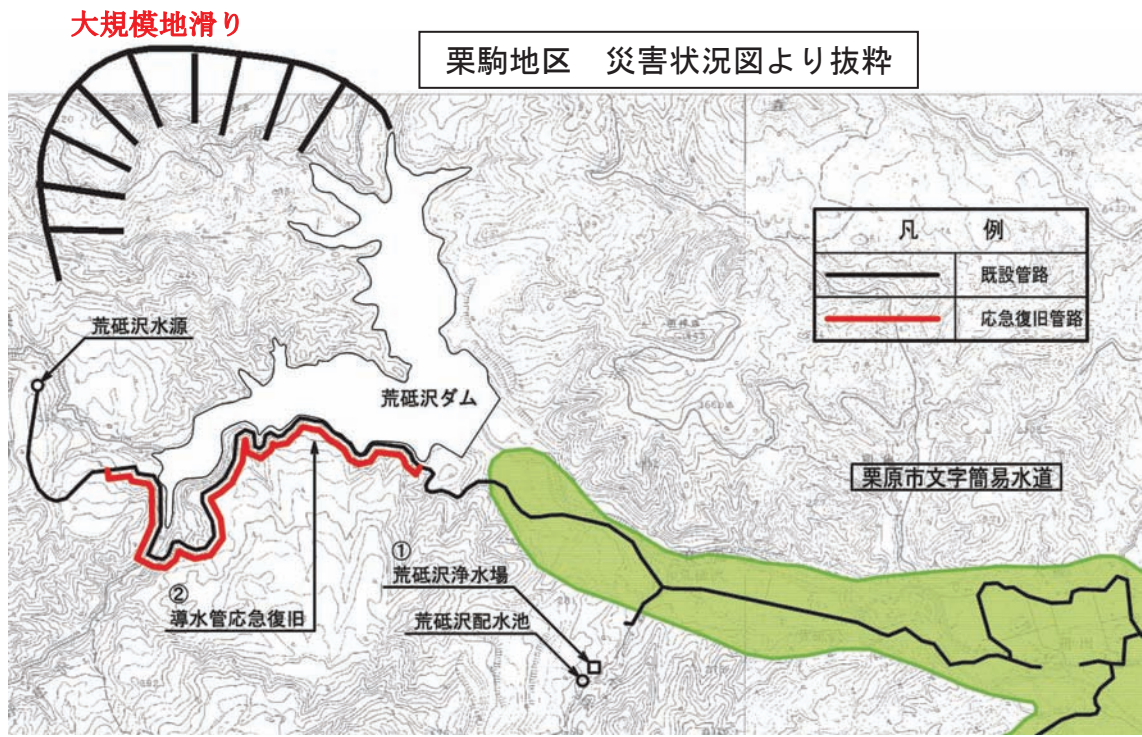 大規模地滑り
栗駒地区　災害状況図より抜粋
凡　例
既設管路
応急復旧管路
荒砥沢水源
荒砥沢ダム
栗原市文字簡易水道
①
荒砥沢浄水場
②
導水管応急復旧
荒砥沢配水池